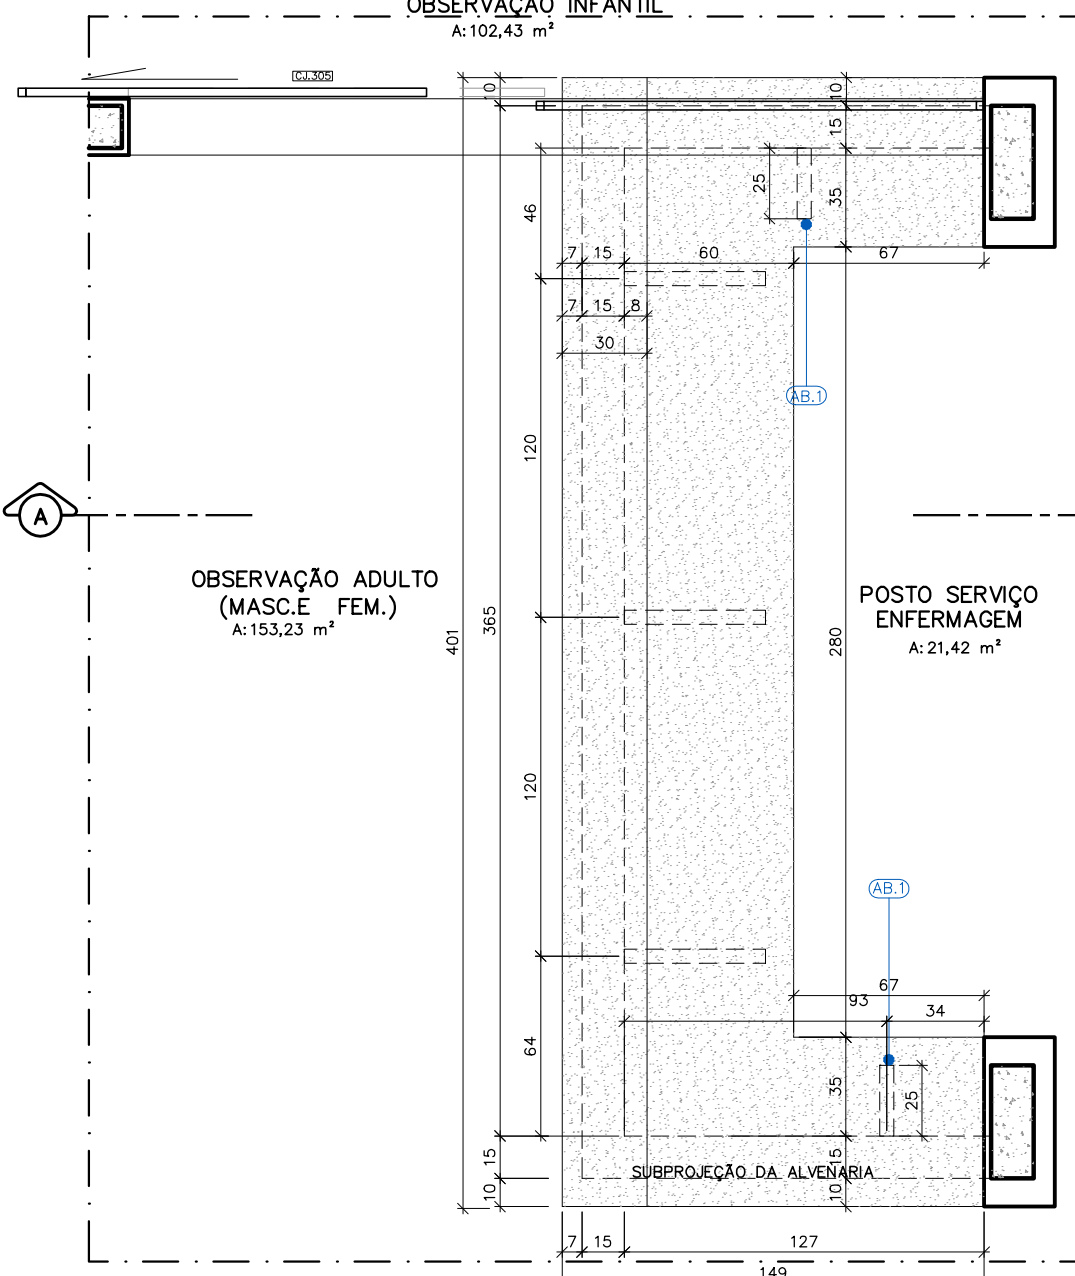 OBSERVAÇÃO INFANTIL
A:102,43 m²
CJ.305
10
10
15
25
35
46
7
15
60
67
7
15
8
30
AB.1
120
A
OBSERVAÇÃO ADULTO
(MASC.E FEM.)
A:153,23 m²
401
365
280
POSTO SERVIÇO
ENFERMAGEM
A:21,42 m²
120
AB.1
67
93
34
64
35
25
15
15
SUBPROJEÇÃO DA ALVENARIA
10
10
7
15
127
149